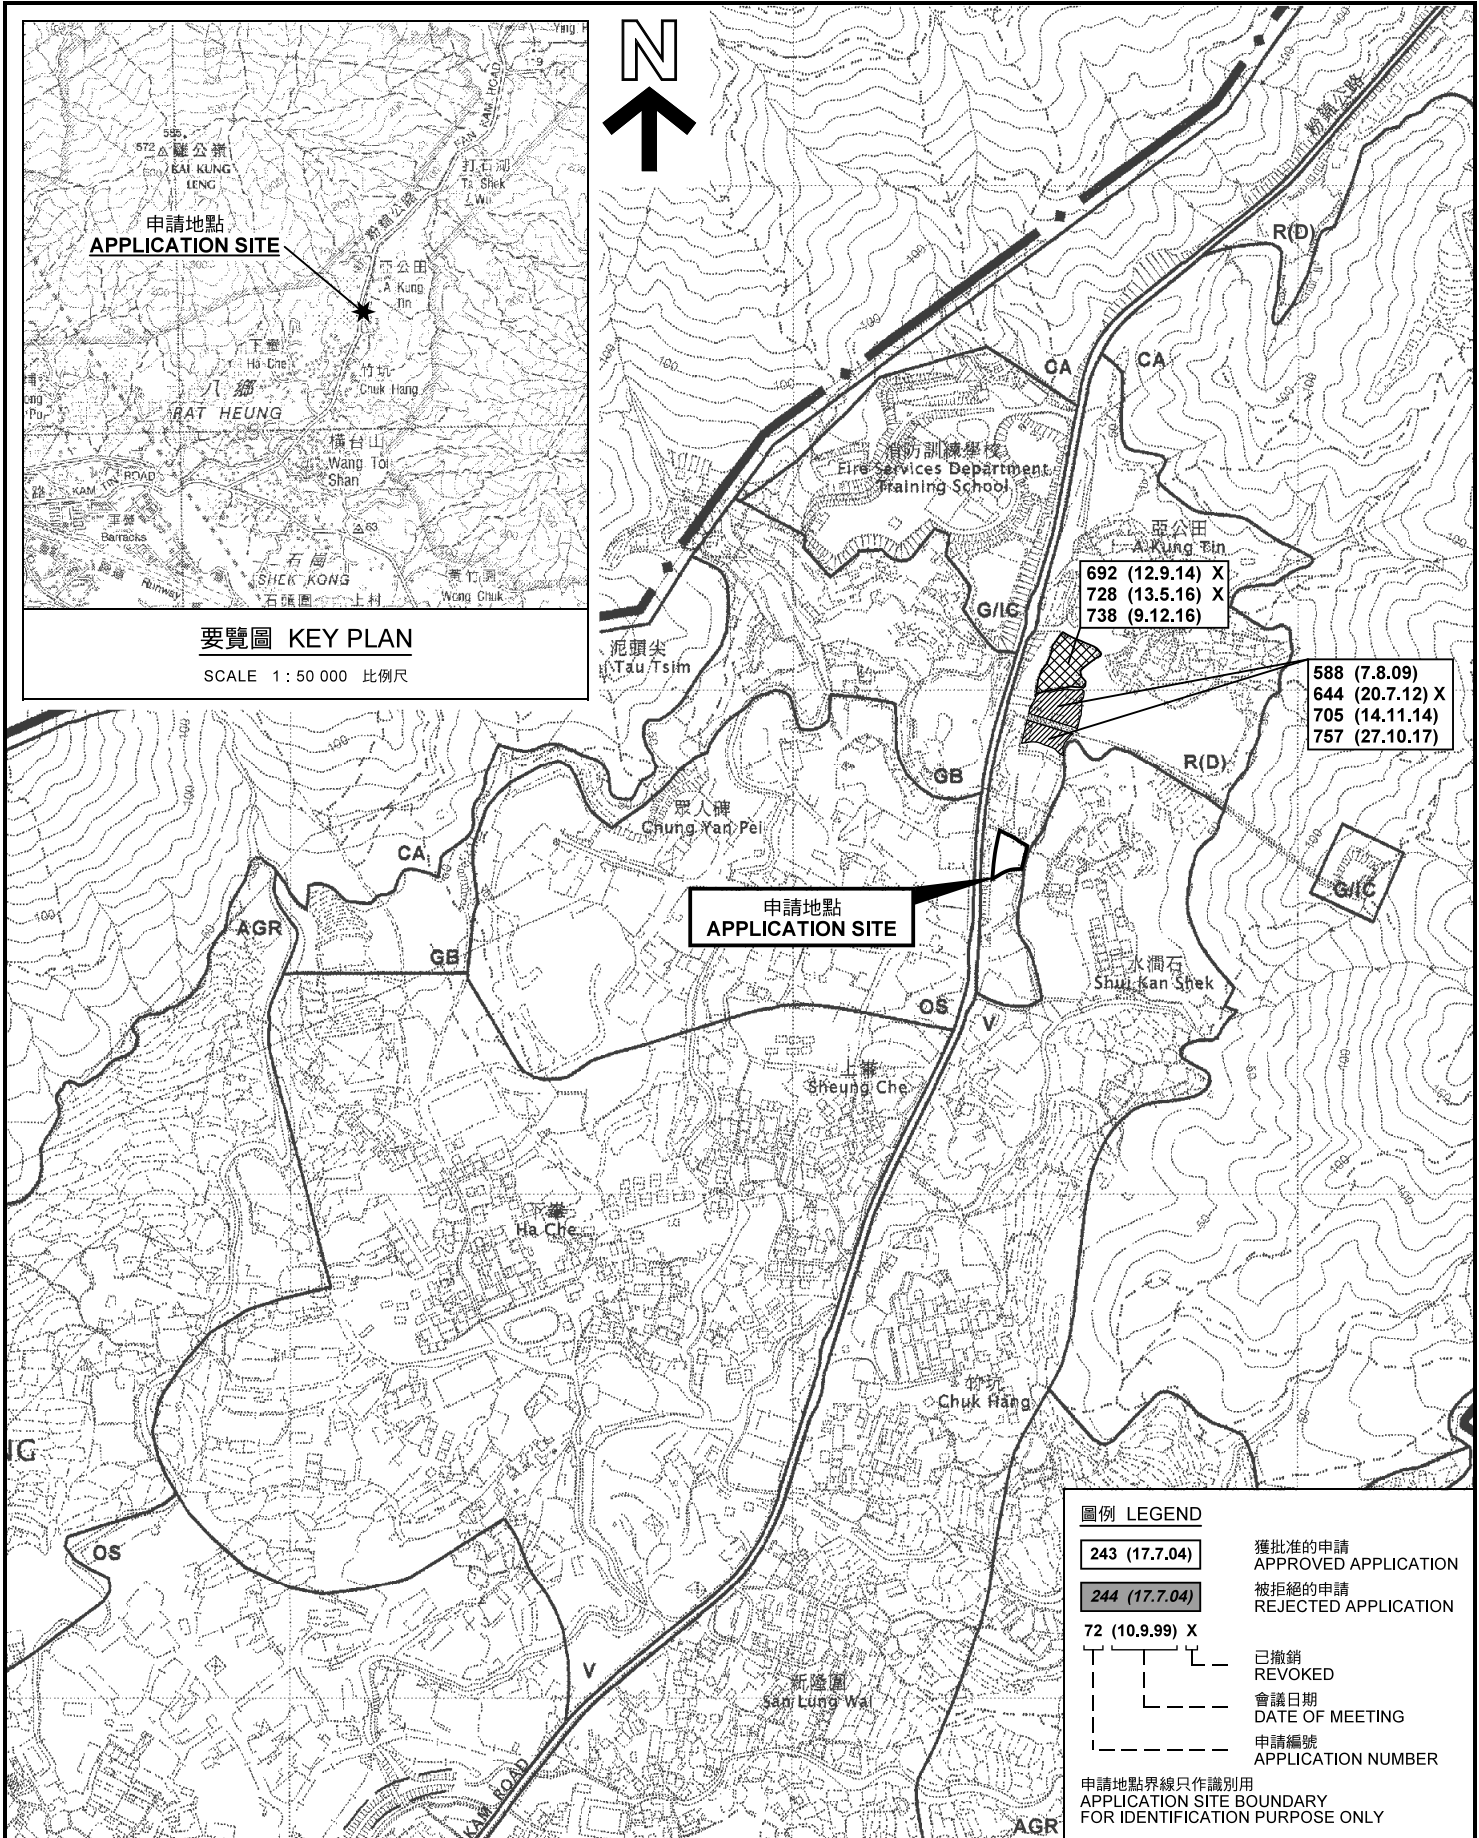 585
572
雞公嶺
KAI KUNG
LENG
申請地點
APPLICATION SITE
FAN KAM ROAD
打石湖
Ta Shek
Wu
粉錦公路
亞公田
A Kung
Tin
下輋
Ha Che
竹坑
Chuk Hang
八鄉
PAT HEUNG
橫台山
Wang Toi
Shan
路
KAM TIN ROAD
軍營
Barracks
63
石崗
SHEK KONG
Runway
石頭圍
上村
黃竹園
Wong Chuk
要覽圖 KEY PLAN
SCALE 1 : 50 000 比例尺
N
粉錦公路
R(D)
CA
CA
消防訓練學校
Fire Services Department
Training School
亞公田
A Kung Tin
692 (12.9.14) X
728 (13.5.16) X
738 (9.12.16)
G/IC
泥頭尖
i Tau Tsim
588 (7.8.09)
644 (20.7.12) X
705 (14.11.14)
757 (27.10.17)
R(D)
GB
眾人碑
Chung Yan Pei
CA
G/IC
申請地點
APPLICATION SITE
AGR
GB
水澗石
Shui Kan Shek
OS
V
上輋
Sheung Che
下輋
Ha Che
竹坑
Chuk Hang
NG
OS
V
新隆圍
San Lung Wai
KAM ROAD
AGR
圖例 LEGEND
243 (17.7.04)
獲批准的申請
APPROVED APPLICATION
244 (17.7.04)
被拒絕的申請
REJECTED APPLICATION
72 (10.9.99) X
已撤銷
REVOKED
會議日期
DATE OF MEETING
申請編號
APPLICATION NUMBER
申請地點界線只作識別用
APPLICATION SITE BOUNDARY
FOR IDENTIFICATION PURPOSE ONLY